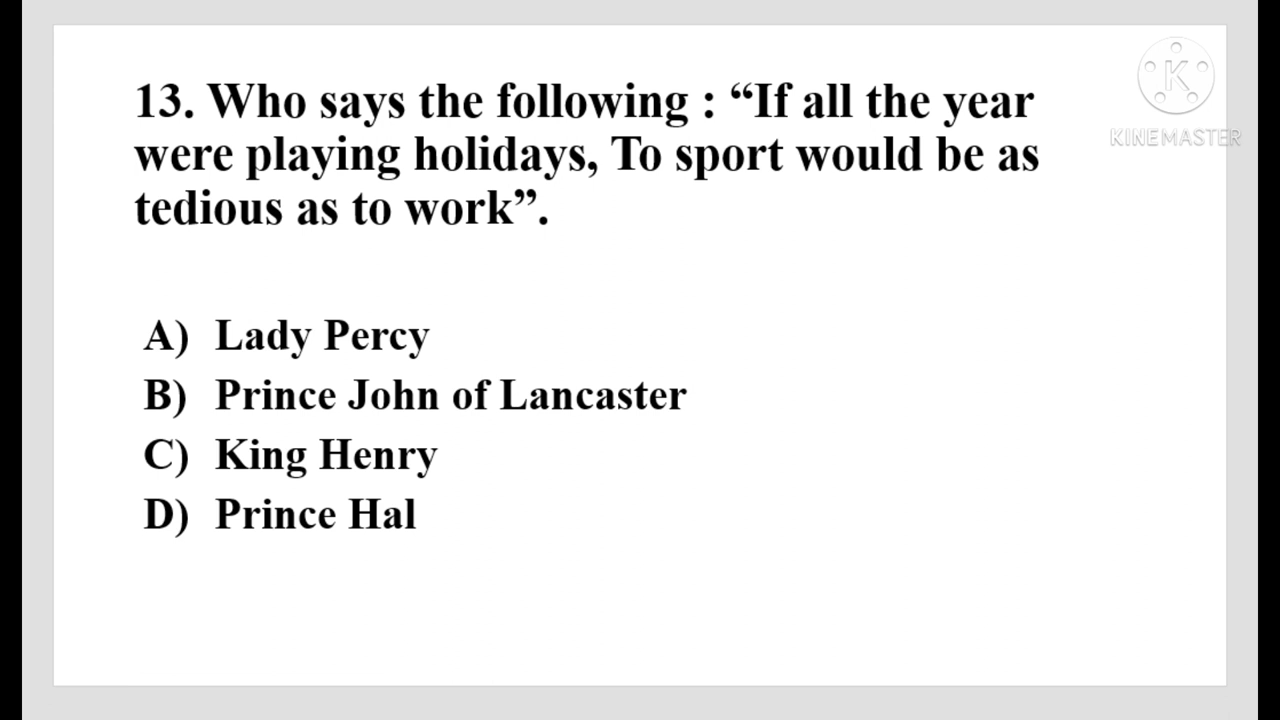 13. Who says the following : “If all the year
were playing holidays, To sport would be as
tedious as to work”.
K
KINEMASTER
A) Lady Percy
B) Prince John of Lancaster
C) King Henry
D) Prince Hal